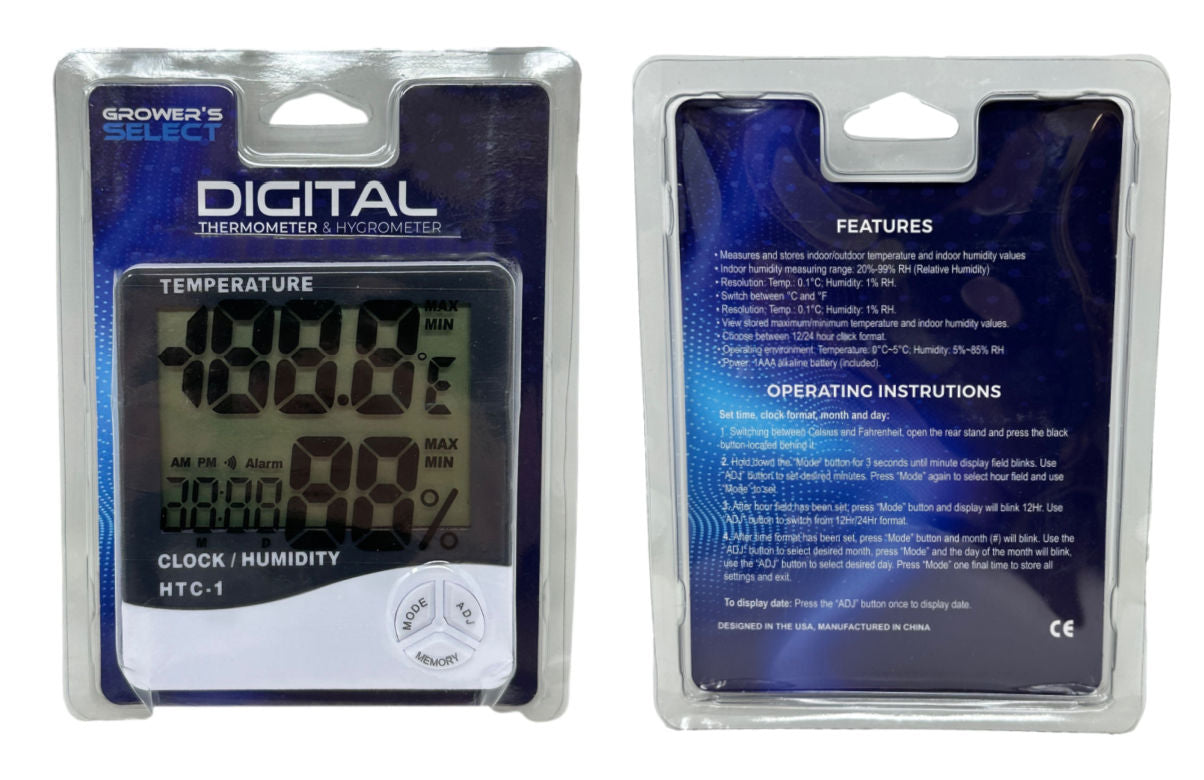 GROWER'S
SELECT
DIGITAL
THERMOMETER & HYGROMETER
TEMPERATURE
MAX
MIN
188.8
°F
MAX
MIN
AM PM Alarm
88:88
88%
M D
CLOCK / HUMIDITY
HTC-1
MODE
ADJ
MEMORY
FEATURES
• Measures and stores indoor/outdoor temperature and indoor humidity values
• Indoor humidity measuring range: 20%-99% RH (Relative Humidity)
• Resolution: Temp.: 0.1°C; Humidity: 1% RH.
• Switch between °C and °F
• Resolution: Temp.: 0.1°C; Humidity: 1% RH.
• View stored maximum/minimum temperature and indoor humidity values.
• Choose between 12/24 hour clock format.
• Operating environment: Temperature: 0°C~5°C; Humidity: 5%~85% RH
• Power: 1AAA alkaline battery (included).
OPERATING INSTRUTIONS
Set time, clock format, month and day:
1. Switching between Celsius and Fahrenheit, open the rear stand and press the black
button located behind it.
2. Hold down the "Mode" button for 3 seconds until minute display field blinks. Use
"ADJ" button to set desired minutes. Press "Mode" again to select hour field and use
"Mode" to set.
3. After hour field has been set, press "Mode" button and display will blink 12Hr. Use
"ADJ" button to switch from 12Hr/24Hr format.
4. After time format has been set, press "Mode" button and month (#) will blink. Use the
"ADJ" button to select desired month, press "Mode" and the day of the month will blink,
use the "ADJ" button to select desired day. Press "Mode" one final time to store all
settings and exit.
To display date: Press the "ADJ" button once to display date.
DESIGNED IN THE USA, MANUFACTURED IN CHINA
CE